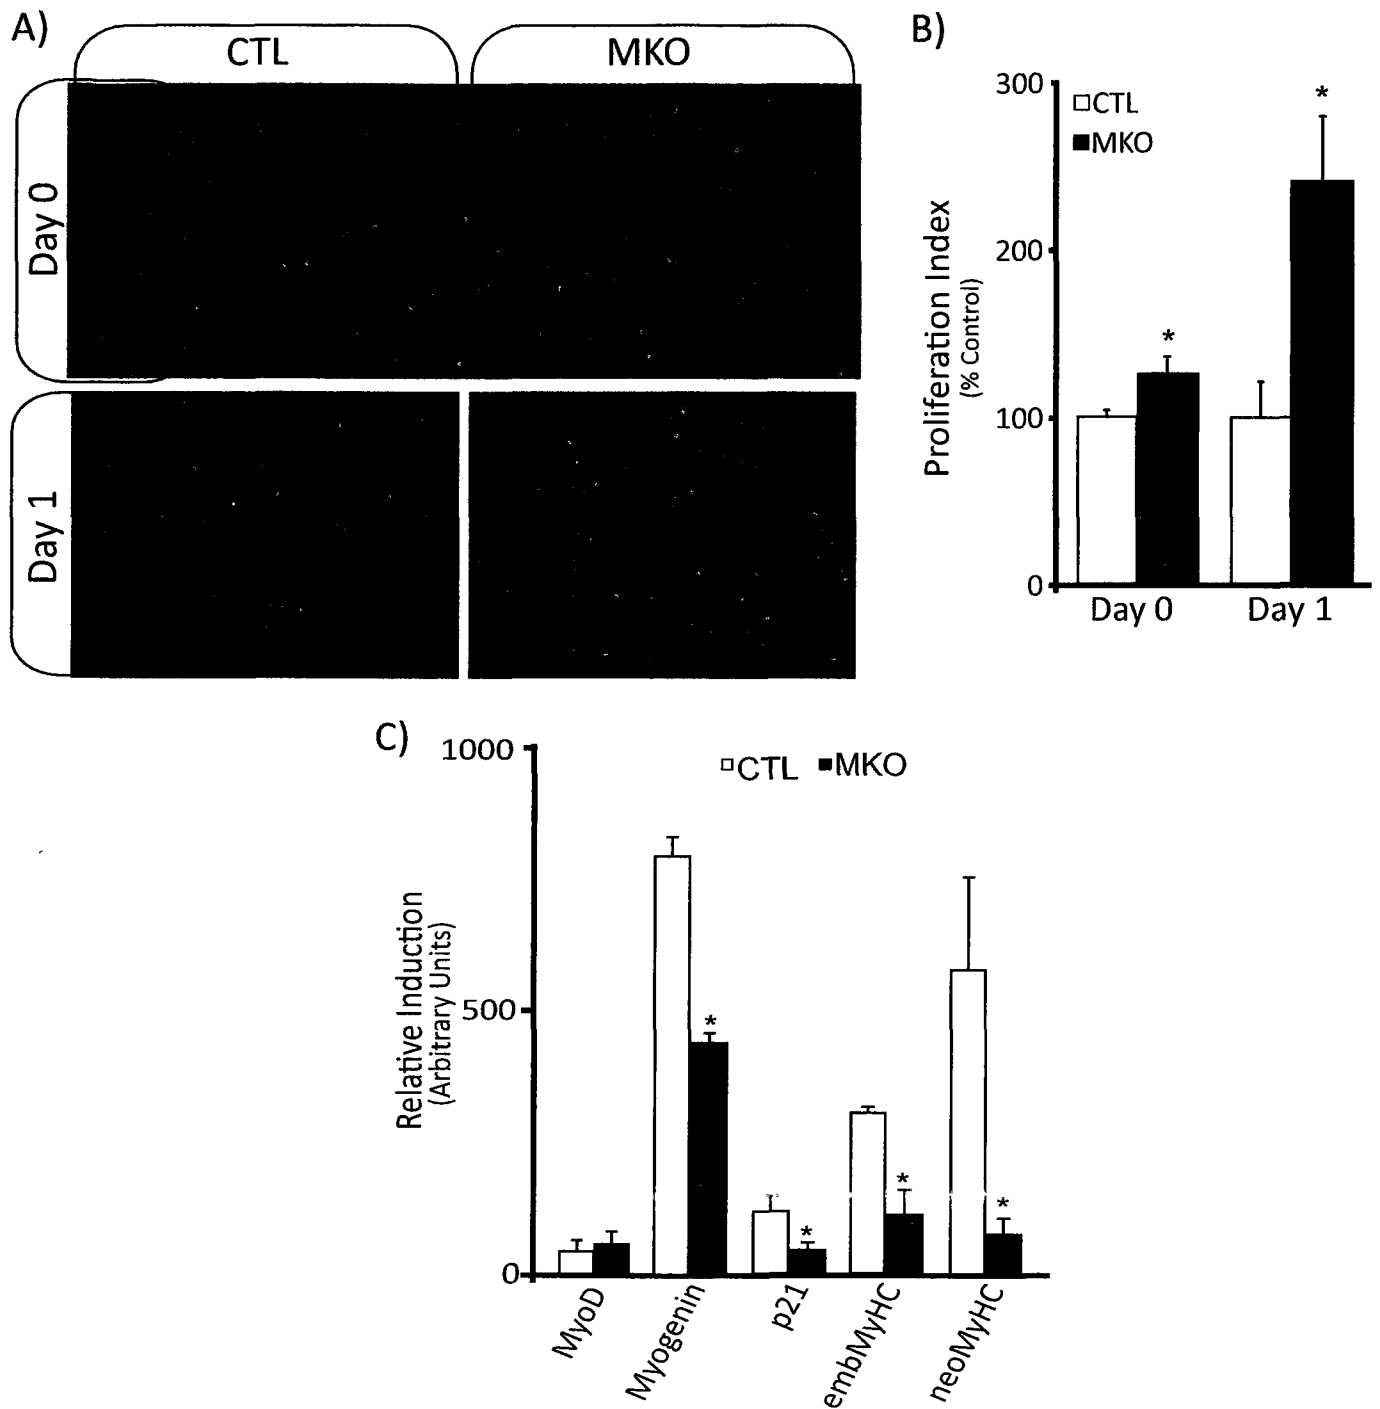 A)
CTL
MKO
Day 0
Day 1
B)
300
200
100
0
Proliferation Index
(% Control)
□CTL
■MKO
*
*
Day 0
Day 1
C)
1000
500
0
Relative Induction
(Arbitrary Units)
□CTL ■MKO
*
*
*
*
MyoD
Myogenin
p21
embMyHC
neoMyHC